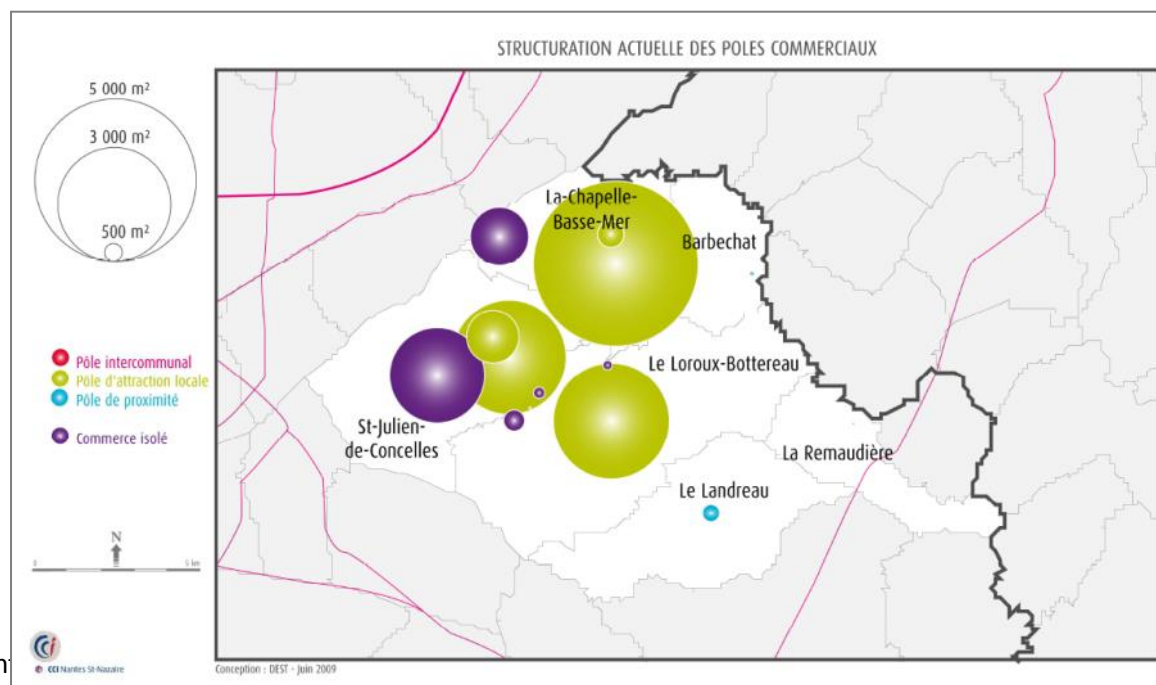 STRUCTURATION ACTUELLE DES POLES COMMERCIAUX
5 000 m²
3 000 m²
500 m²
Pôle intercommunal
Pôle d'attraction locale
Pôle de proximité
Commerce isolé
N
0 5 km
CCI Nantes St-Nazaire
La-Chapelle-
Basse-Mer
Barbechat
Le Loroux-Bottereau
St-Julien-
de-Concelles
La Remaudière
Le Landreau
Conception : DEST - Juin 2009